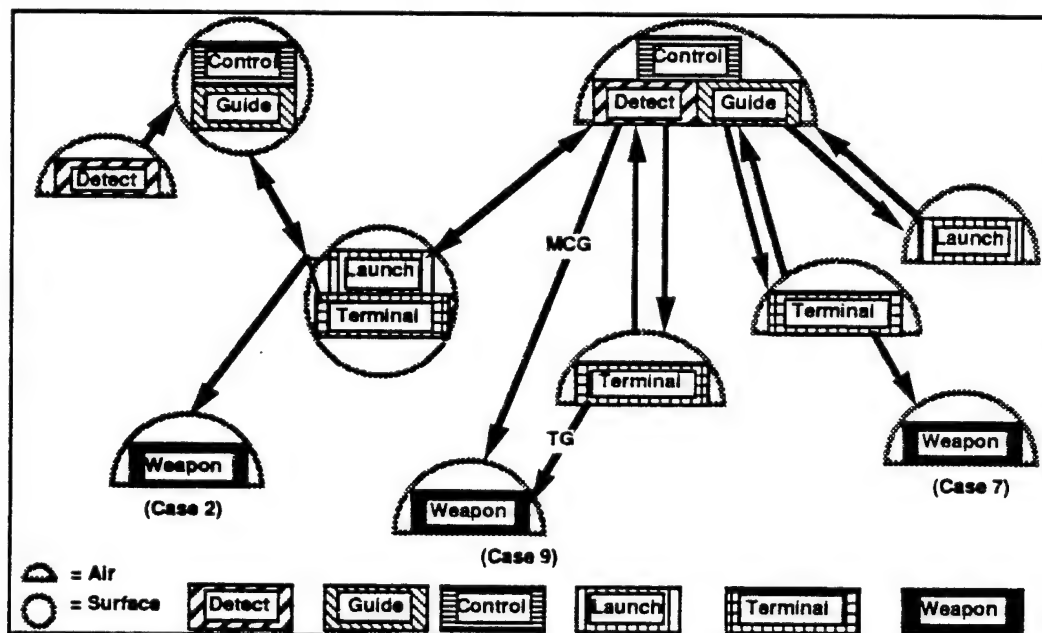 Control
Guide
Detect
Control
Detect
Guide
Launch
Launch
Terminal
MCG
Terminal
Terminal
TG
Weapon
(Case 2)
Weapon
(Case 9)
Weapon
(Case 7)
= Air
= Surface
Detect
Guide
Control
Launch
Terminal
Weapon